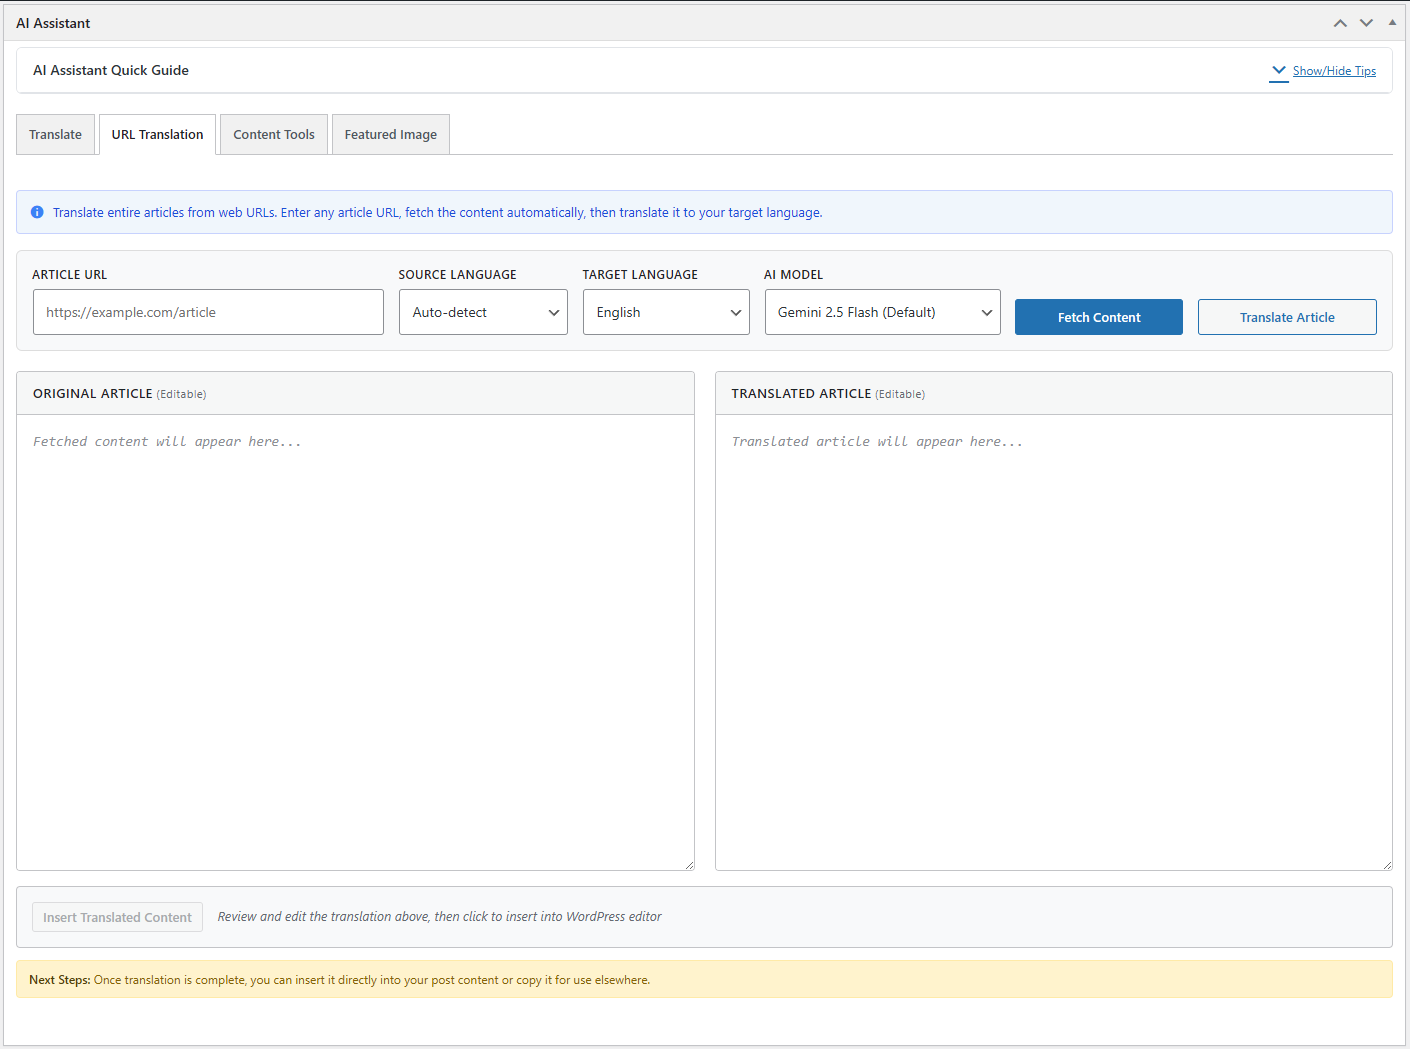 AI Assistant
AI Assistant Quick Guide
Show/Hide Tips
Translate
URL Translation
Content Tools
Featured Image
Translate entire articles from web URLs. Enter any article URL, fetch the content automatically, then translate it to your target language.
ARTICLE URL
SOURCE LANGUAGE
TARGET LANGUAGE
AI MODEL
https://example.com/article
Auto-detect
English
Gemini 2.5 Flash (Default)
Fetch Content
Translate Article
ORIGINAL ARTICLE (Editable)
Fetched content will appear here...
TRANSLATED ARTICLE (Editable)
Translated article will appear here...
Insert Translated Content
Review and edit the translation above, then click to insert into WordPress editor
Next Steps: Once translation is complete, you can insert it directly into your post content or copy it for use elsewhere.